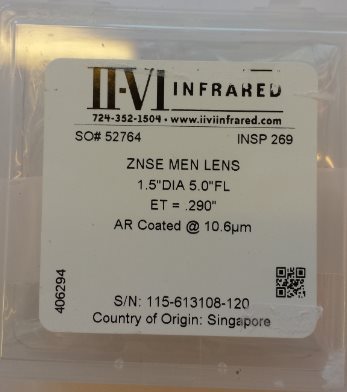 II-VI INFRARED
724-352-1504 • www.iiviinfrared.com
SO# 52764 INSP 269
ZNSE MEN LENS
1.5"DIA 5.0"FL
ET = .290"
AR Coated @ 10.6µm
406294
S/N: 115-613108-120
Country of Origin: Singapore